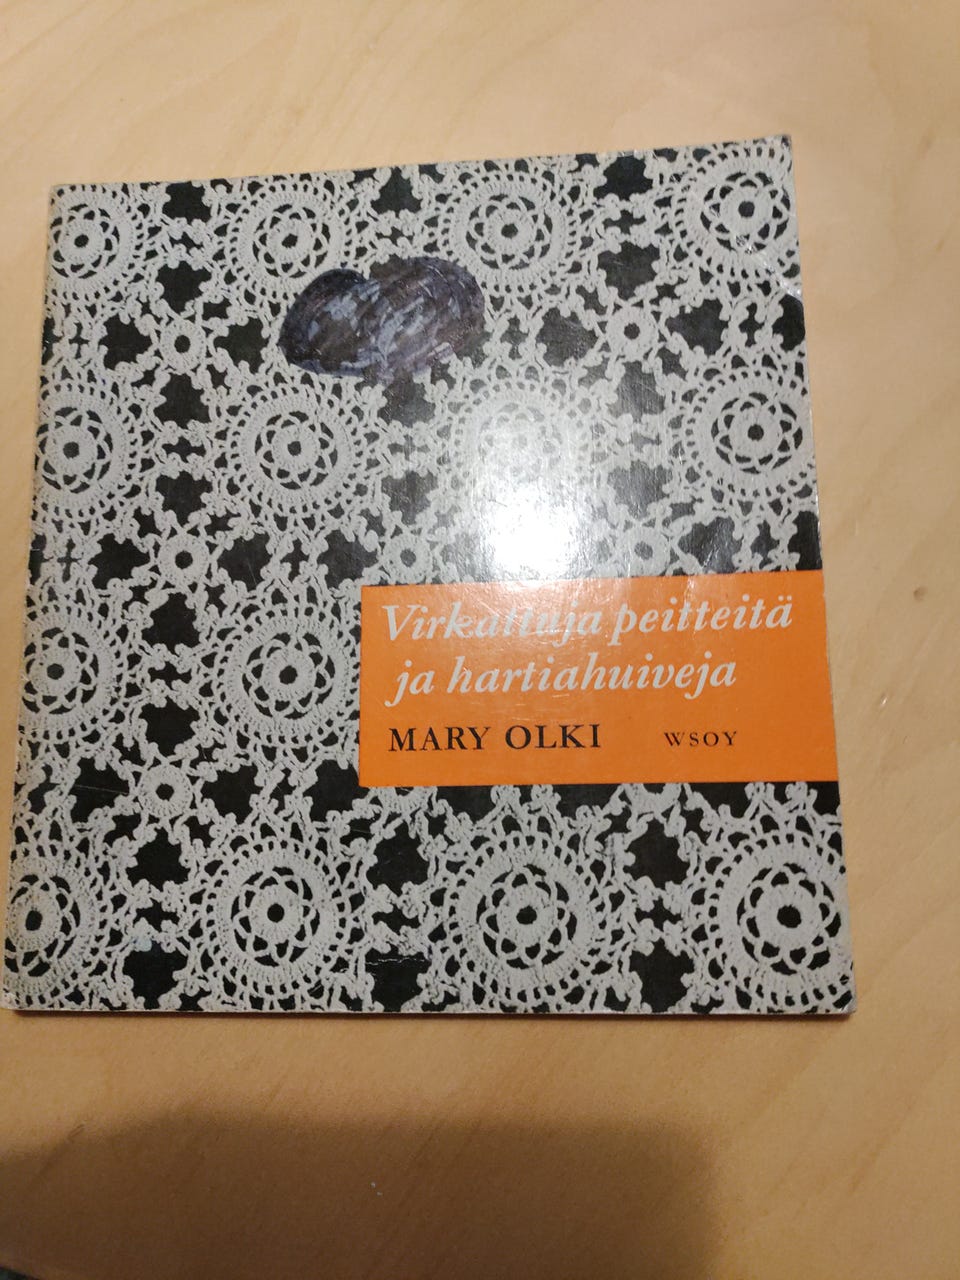 Virkattuja peitteitä
ja hartiahuiveja
MARY OLKI WSOY